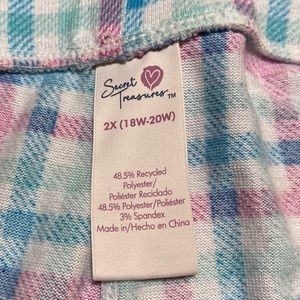 Secret
Treasures™
2X (18W-20W)
48.5% Recycled
Polyester/
Poliéster Reciclado
48.5% Polyester/Poliéster
3% Spandex
Made in/Hecho en China